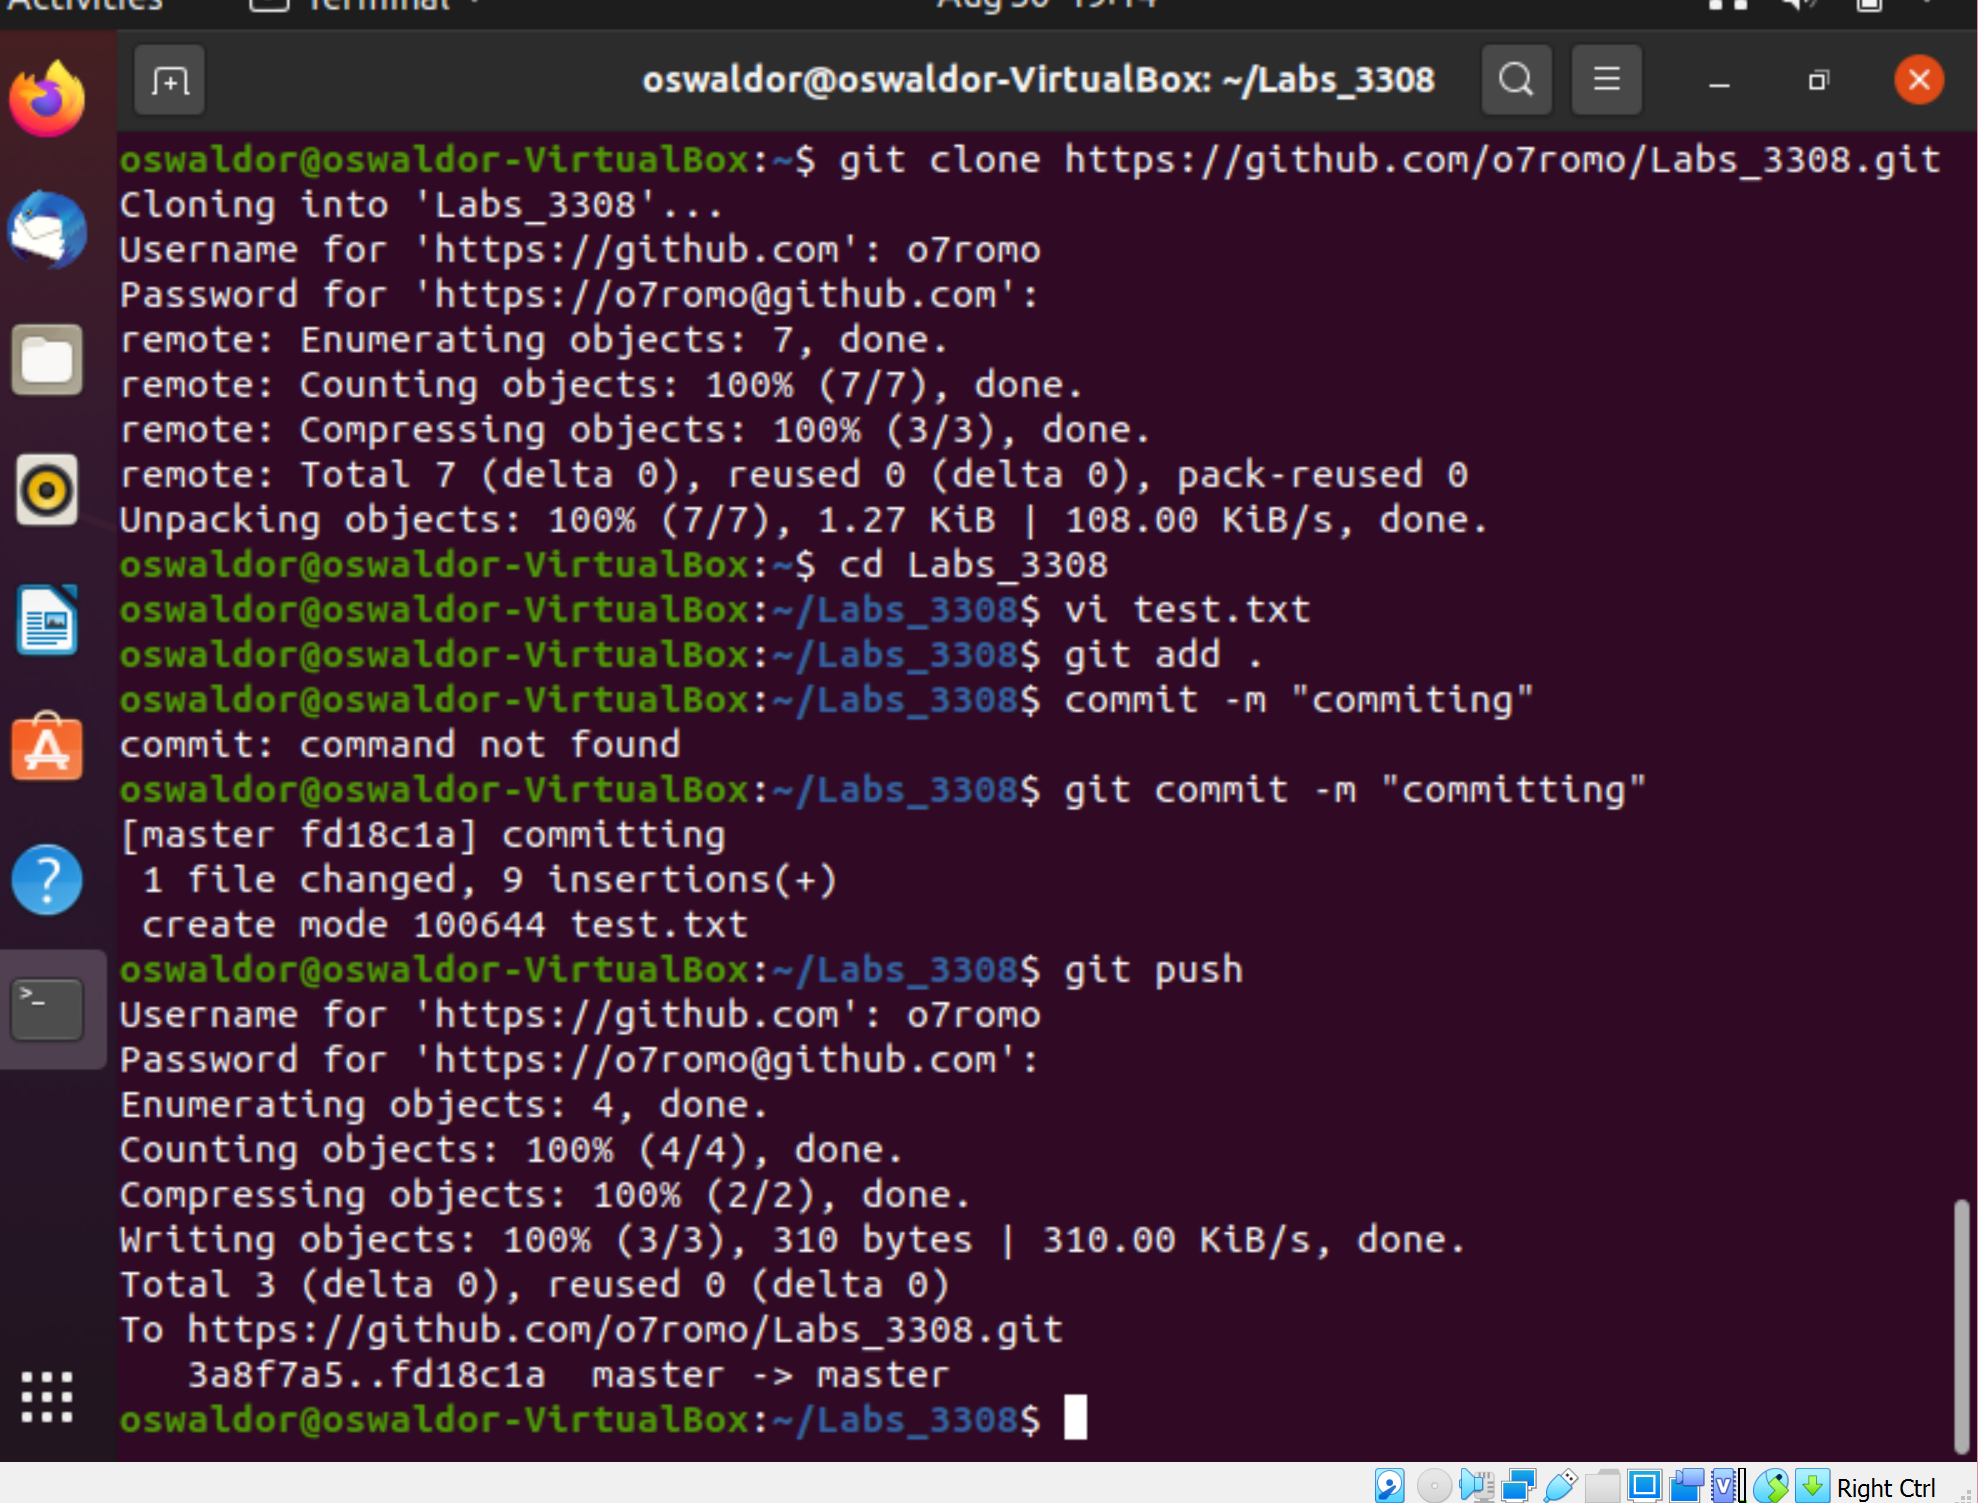 Activities
Terminal
oswaldor@oswaldor-VirtualBox: ~/Labs_3308
oswaldor@oswaldor-VirtualBox:~$ git clone https://github.com/o7romo/Labs_3308.git
Cloning into 'Labs_3308'...
Username for 'https://github.com': o7romo
Password for 'https://o7romo@github.com':
remote: Enumerating objects: 7, done.
remote: Counting objects: 100% (7/7), done.
remote: Compressing objects: 100% (3/3), done.
remote: Total 7 (delta 0), reused 0 (delta 0), pack-reused 0
Unpacking objects: 100% (7/7), 1.27 KiB | 108.00 KiB/s, done.
oswaldor@oswaldor-VirtualBox:~$ cd Labs_3308
oswaldor@oswaldor-VirtualBox:~/Labs_3308$ vi test.txt
oswaldor@oswaldor-VirtualBox:~/Labs_3308$ git add .
oswaldor@oswaldor-VirtualBox:~/Labs_3308$ commit -m "commiting"
commit: command not found
oswaldor@oswaldor-VirtualBox:~/Labs_3308$ git commit -m "committing"
[master fd18c1a] committing
 1 file changed, 9 insertions(+)
 create mode 100644 test.txt
oswaldor@oswaldor-VirtualBox:~/Labs_3308$ git push
Username for 'https://github.com': o7romo
Password for 'https://o7romo@github.com':
Enumerating objects: 4, done.
Counting objects: 100% (4/4), done.
Compressing objects: 100% (2/2), done.
Writing objects: 100% (3/3), 310 bytes | 310.00 KiB/s, done.
Total 3 (delta 0), reused 0 (delta 0)
To https://github.com/o7romo/Labs_3308.git
   3a8f7a5..fd18c1a  master -> master
oswaldor@oswaldor-VirtualBox:~/Labs_3308$
Right Ctrl